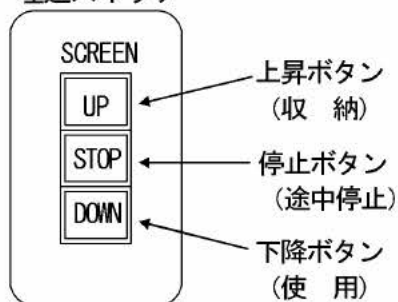 SCREEN
UP
上昇ボタン
(収 納)
STOP
停止ボタン
(途中停止)
DOWN
下降ボタン
(使 用)